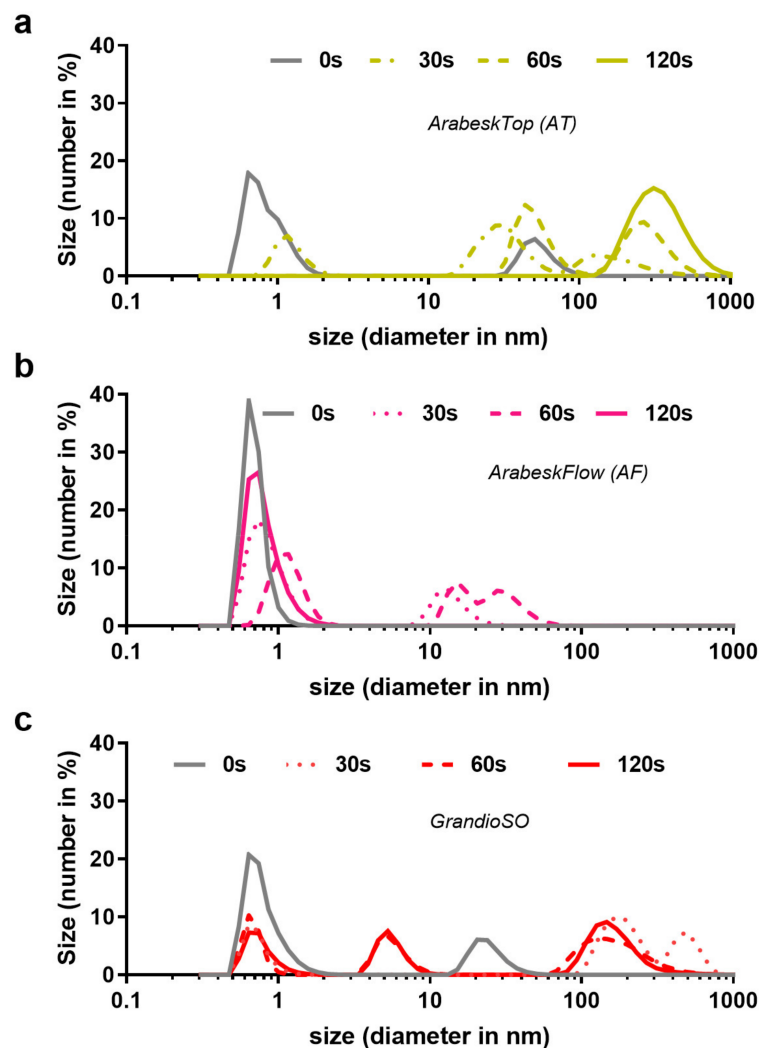 a
Size (number in %)
40
30
20
10
0
0s 30s 60s 120s
ArabeskTop (AT)
0.1 1 10 100 1000
size (diameter in nm)
b
Size (number in %)
40
30
20
10
0
0s 30s 60s 120s
ArabeskFlow (AF)
0.1 1 10 100 1000
size (diameter in nm)
c
Size (number in %)
40
30
20
10
0
0s 30s 60s 120s
GrandioSO
0.1 1 10 100 1000
size (diameter in nm)